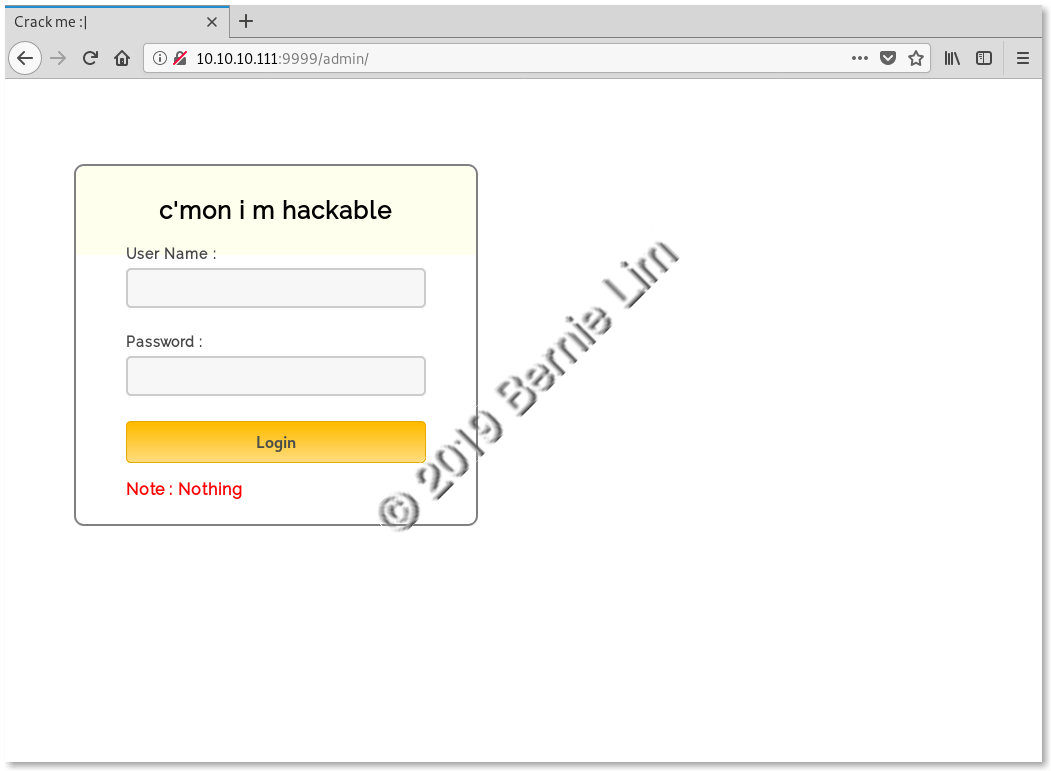 Crack me :|
10.10.10.111:9999/admin/
c'mon i m hackable
User Name :
Password :
Login
Note : Nothing
© 2019 Bernie Lim